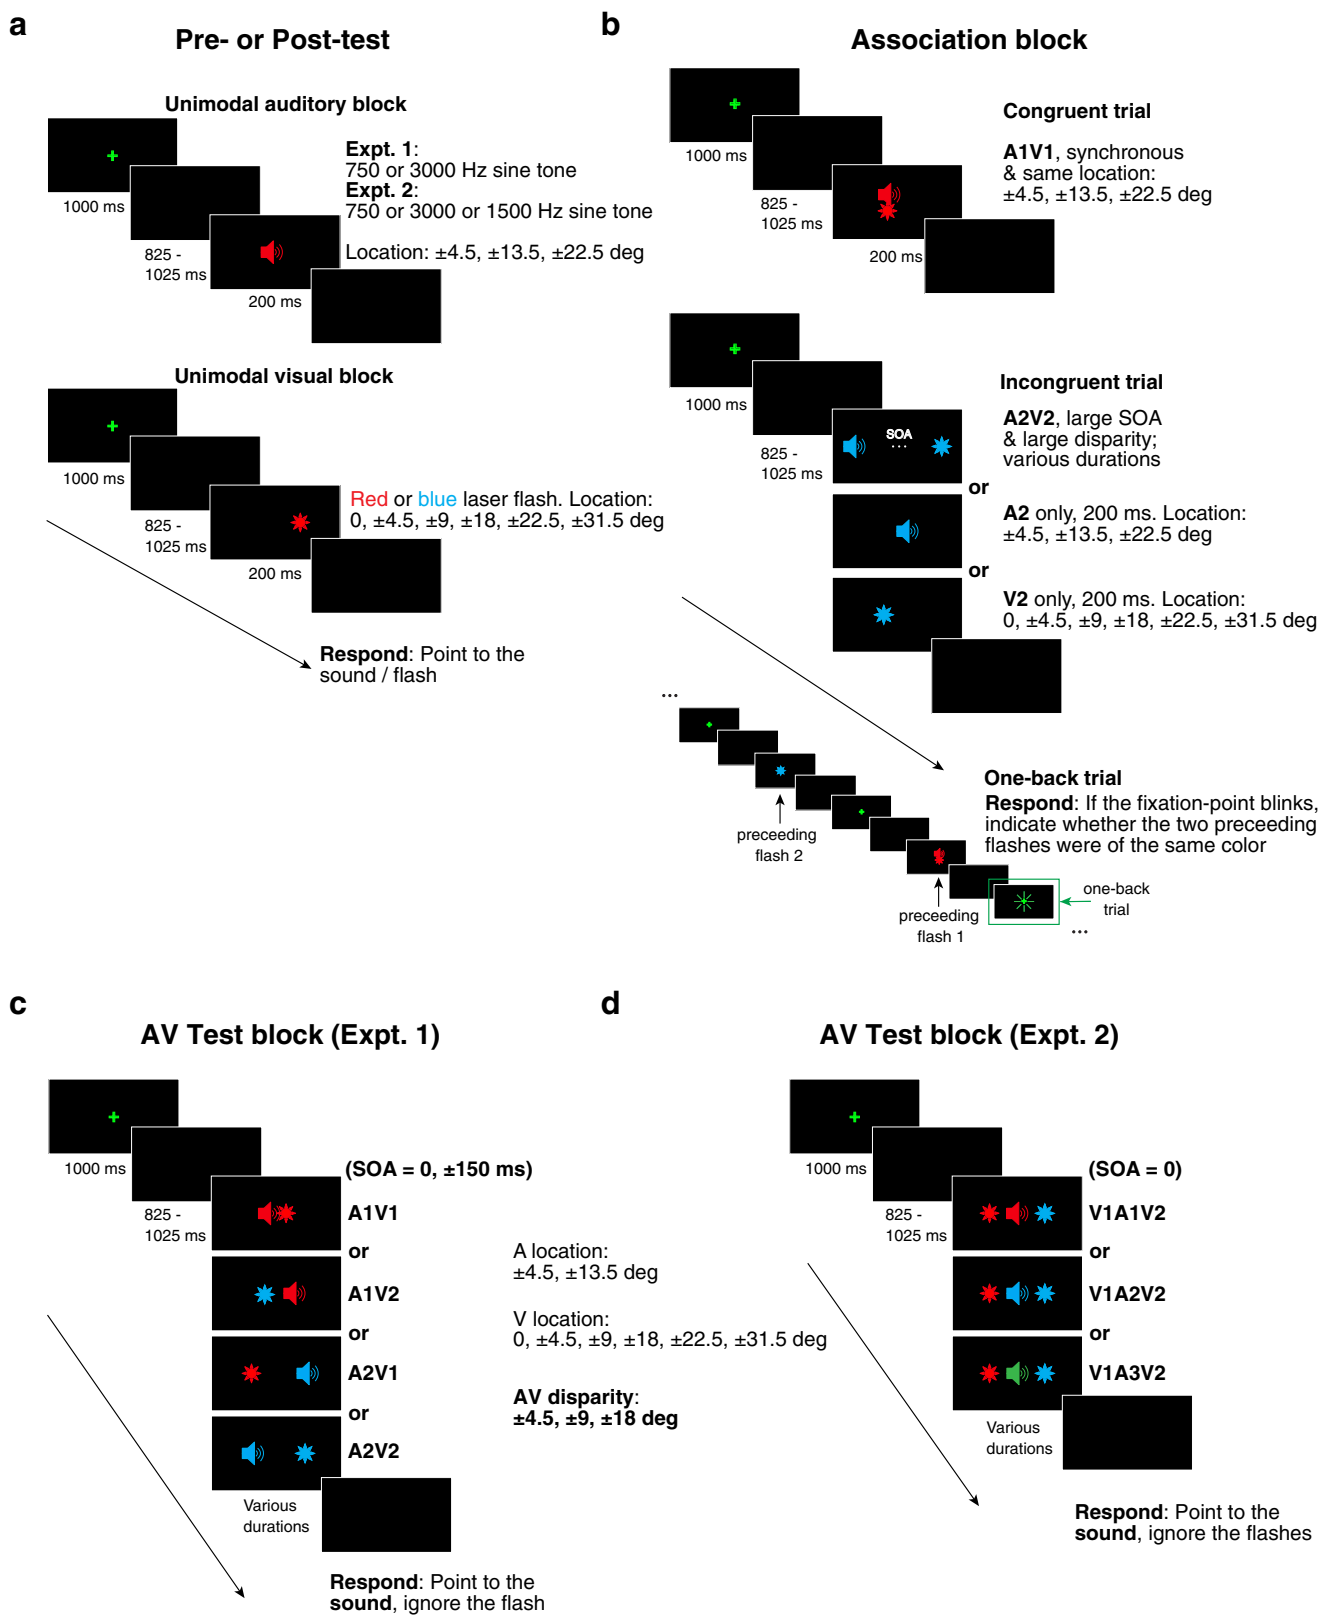 a
Pre- or Post-test
Unimodal auditory block
Expt. 1:
750 or 3000 Hz sine tone
Expt. 2:
750 or 3000 or 1500 Hz sine tone
Location: ±4.5, ±13.5, ±22.5 deg
1000 ms
825 -
1025 ms
200 ms
Unimodal visual block
Red or blue laser flash. Location:
0, ±4.5, ±9, ±18, ±22.5, ±31.5 deg
1000 ms
825 -
1025 ms
200 ms
Respond: Point to the
sound / flash
b
Association block
Congruent trial
A1V1, synchronous
& same location:
±4.5, ±13.5, ±22.5 deg
1000 ms
825 -
1025 ms
200 ms
Incongruent trial
A2V2, large SOA
& large disparity;
various durations
1000 ms
825 -
1025 ms
SOA
...
or
A2 only, 200 ms. Location:
±4.5, ±13.5, ±22.5 deg
or
V2 only, 200 ms. Location:
0, ±4.5, ±9, ±18, ±22.5, ±31.5 deg
...
One-back trial
Respond: If the fixation-point blinks,
indicate whether the two preceeding
flashes were of the same color
preceeding
flash 2
preceeding
flash 1
one-back
trial
...
c
AV Test block (Expt. 1)
1000 ms
825 -
1025 ms
(SOA = 0, ±150 ms)
A1V1
or
A1V2
or
A2V1
or
A2V2
A location:
±4.5, ±13.5 deg
V location:
0, ±4.5, ±9, ±18, ±22.5, ±31.5 deg
AV disparity:
±4.5, ±9, ±18 deg
Various
durations
Respond: Point to the
sound, ignore the flash
d
AV Test block (Expt. 2)
1000 ms
825 -
1025 ms
(SOA = 0)
V1A1V2
or
V1A2V2
or
V1A3V2
Various
durations
Respond: Point to the
sound, ignore the flashes